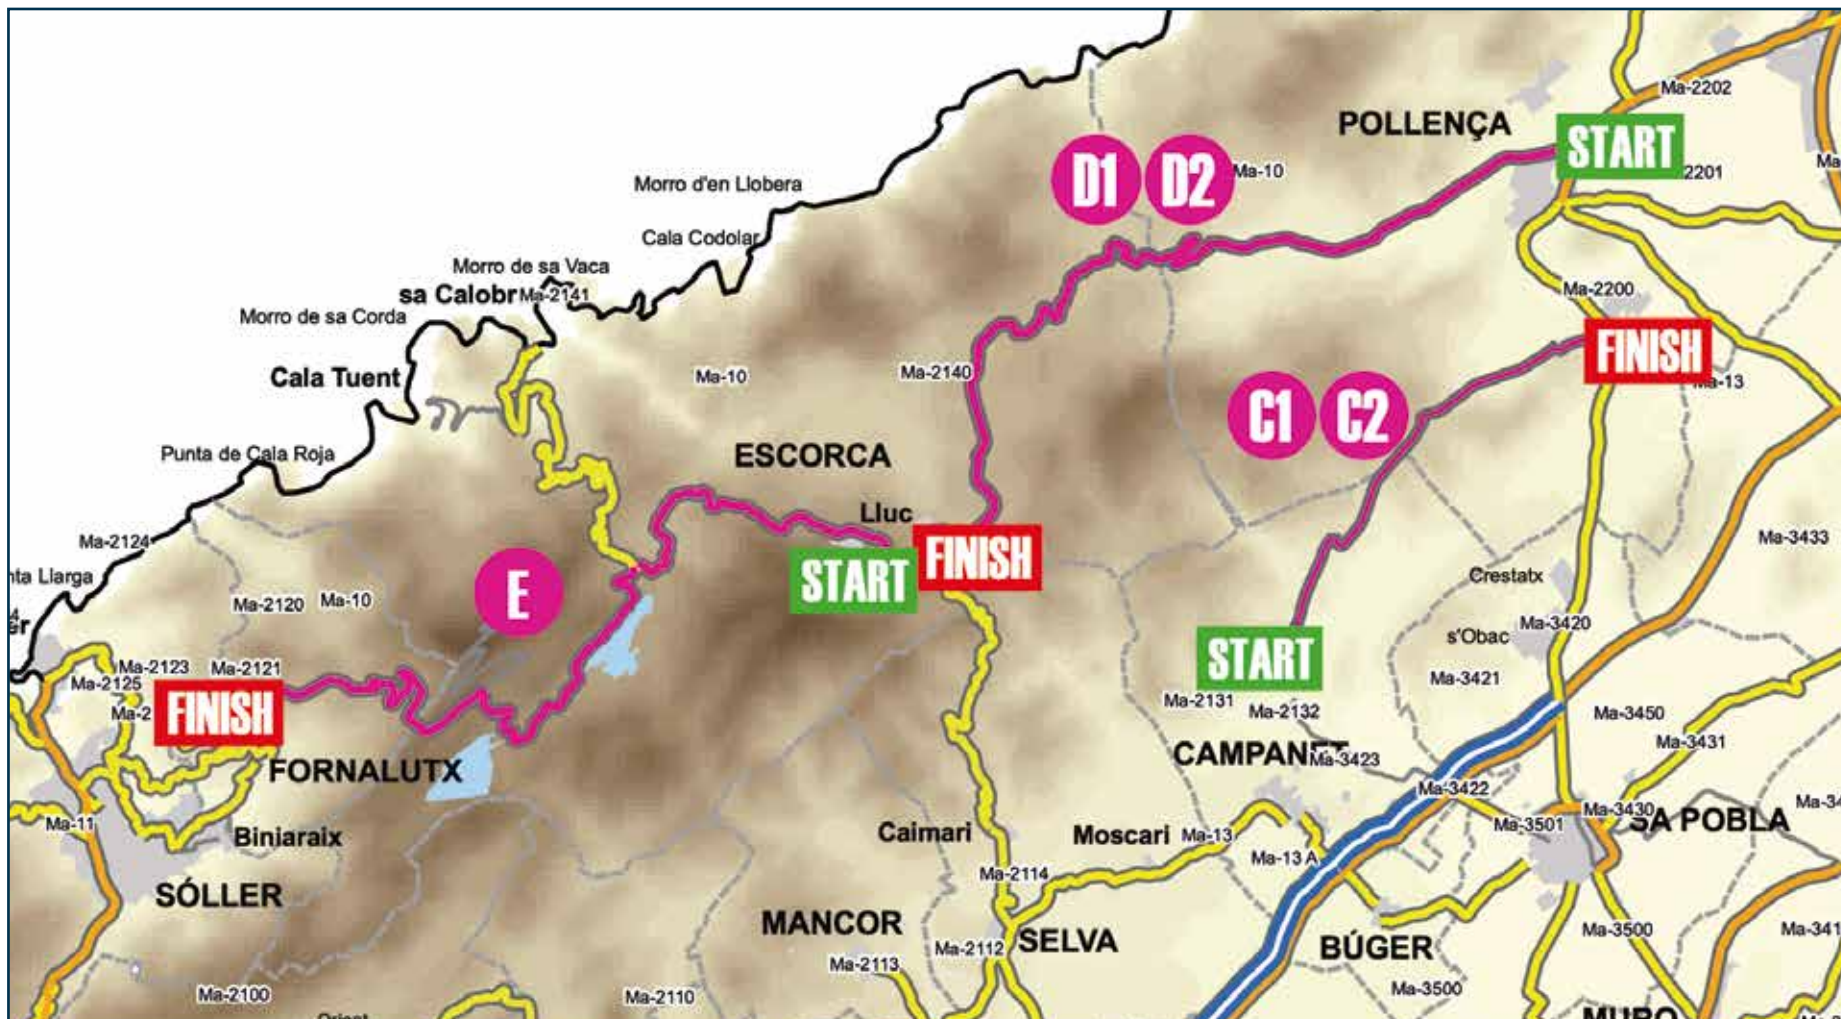 Ma-2202
POLLENÇA
START
2201
D1
D2
Ma-10
Morro d'en Llobera
Cala Codolar
Morro de sa Vaca
sa Calobr
Ma-2141
Morro de sa Corda
Ma-2200
FINISH
Ma-13
Cala Tuent
Ma-10
Ma-2140
C1
C2
Punta de Cala Roja
ESCORCA
Lluc
Ma-2124
START
FINISH
Ma-3433
nta Llarga
Crestatx
Ma-2120
Ma-10
E
Ma-3420
s'Obac
START
Ma-2123
Ma-2121
Ma-2125
Ma-3421
Ma-2
FINISH
Ma-2131
Ma-2132
Ma-3450
Ma-3431
CAMPANET
Ma-3423
FORNALUTX
Ma-3422
Ma-3430
Ma-11
Biniaraix
Caimari
Moscari
Ma-13
Ma-3501
SA POBLA
Ma-13 A
Ma-2114
SÓLLER
MANCOR
Ma-2112
SELVA
BÚGER
Ma-3500
Ma-341
Ma-2113
Ma-2100
Ma-2110
Ma-3500
Orient
MURO